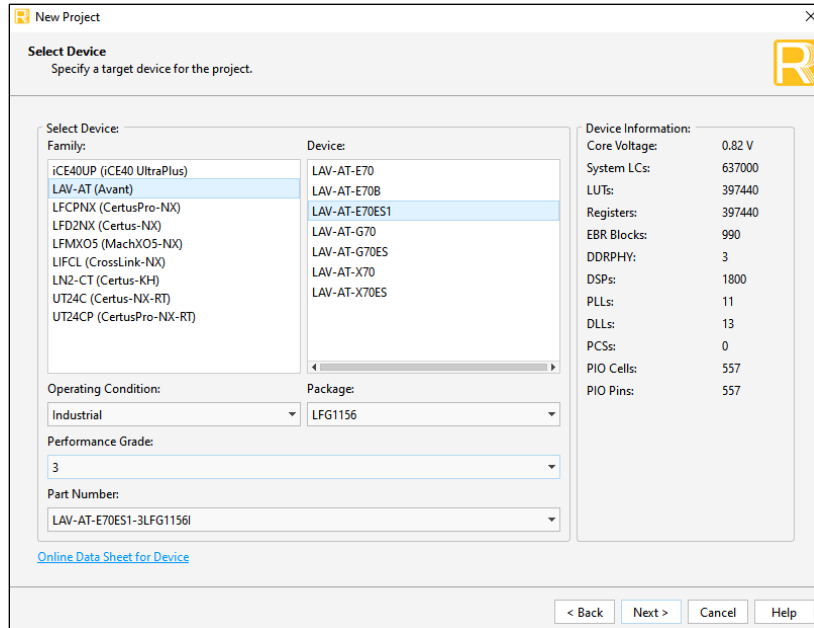 New Project
Select Device
Specify a target device for the project.
Select Device:
Family:
iCE40UP (iCE40 UltraPlus)
LAV-AT (Avant)
LFCPNX (CertusPro-NX)
LFD2NX (Certus-NX)
LFMXO5 (MachXO5-NX)
LIFCL (CrossLink-NX)
LN2-CT (Certus-KH)
UT24C (Certus-NX-RT)
UT24CP (CertusPro-NX-RT)
Device:
LAV-AT-E70
LAV-AT-E70B
LAV-AT-E70ES1
LAV-AT-G70
LAV-AT-G70ES
LAV-AT-X70
LAV-AT-X70ES
Operating Condition:
Industrial
Package:
LFG1156
Performance Grade:
3
Part Number:
LAV-AT-E70ES1-3LFG1156I
Online Data Sheet for Device
Device Information:
Core Voltage: 0.82 V
System LCs: 637000
LUTs: 397440
Registers: 397440
EBR Blocks: 990
DDRPHY: 3
DSPs: 1800
PLLs: 11
DLLs: 13
PCSs: 0
PIO Cells: 557
PIO Pins: 557
< Back Next > Cancel Help